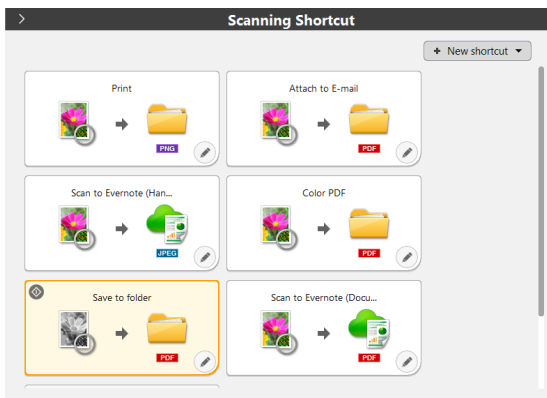 Scanning Shortcut
+ New shortcut
Print
PNG
Attach to E-mail
PDF
Scan to Evernote (Han...
JPEG
Color PDF
PDF
Save to folder
PDF
Scan to Evernote (Docu...
PDF